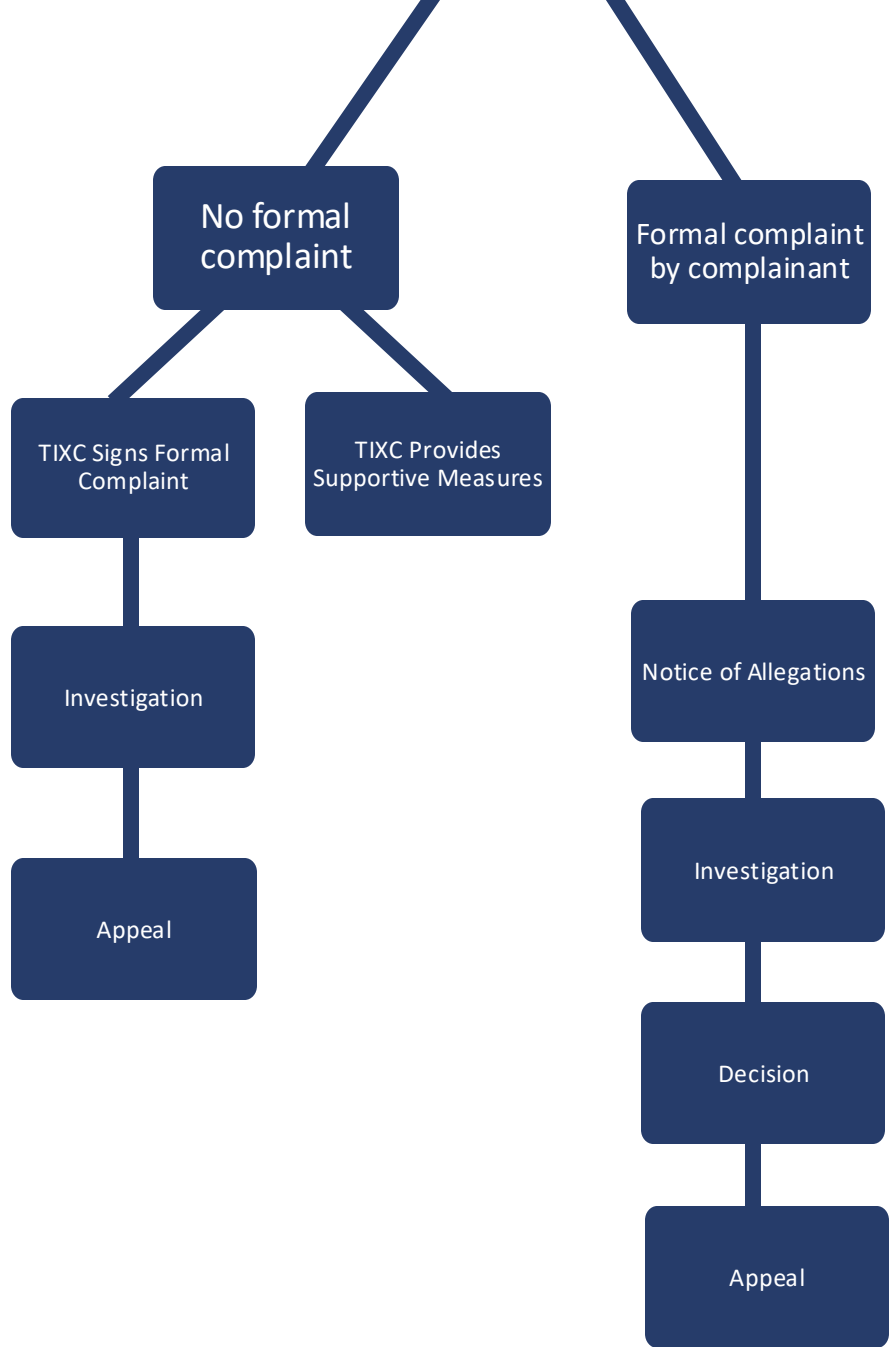 No formal
complaint
Formal complaint
by complainant
TIXC Signs Formal
Complaint
TIXC Provides
Supportive Measures
Investigation
Appeal
Notice of Allegations
Investigation
Decision
Appeal